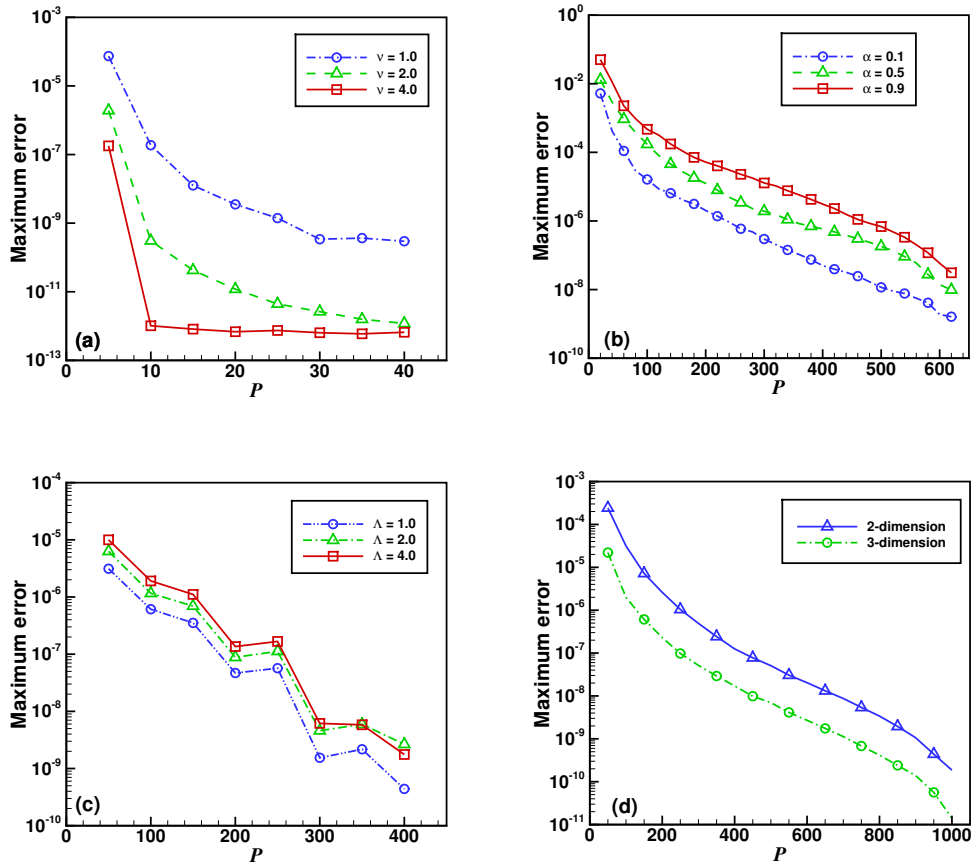 Maximum error
10-3
10-5
10-7
10-9
10-11
10-13
ν = 1.0
ν = 2.0
ν = 4.0
(a)
0 10 20 30 40
P
Maximum error
100
10-2
10-4
10-6
10-8
10-10
α = 0.1
α = 0.5
α = 0.9
(b)
0 100 200 300 400 500 600
P
Maximum error
10-4
10-5
10-6
10-7
10-8
10-9
10-10
Λ = 1.0
Λ = 2.0
Λ = 4.0
(c)
0 100 200 300 400
P
Maximum error
10-3
10-4
10-5
10-6
10-7
10-8
10-9
10-10
10-11
2-dimension
3-dimension
(d)
0 200 400 600 800 1000
P